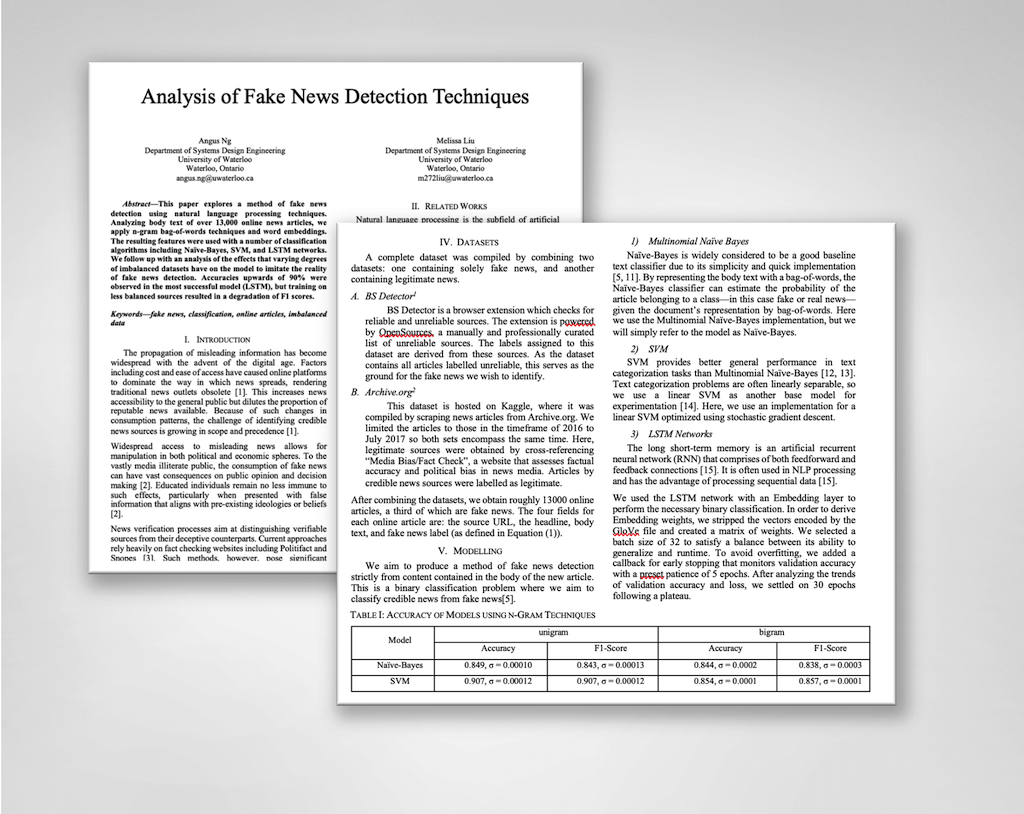 Analysis of Fake News Detection Techniques
Angus Ng
Department of Systems Design Engineering
University of Waterloo
Waterloo, Ontario
angus.ng@uwaterloo.ca
Melissa Liu
Department of Systems Design Engineering
University of Waterloo
Waterloo, Ontario
m272liu@uwaterloo.ca
Abstract—This paper explores a method of fake news
detection using natural language processing techniques.
Analyzing body text of over 13,000 online news articles, we
apply n-gram bag-of-words techniques and word embeddings.
The resulting features were used with a number of classification
algorithms including Naïve-Bayes, SVM, and LSTM networks.
We follow up with an analysis of the effects that varying degrees
of imbalanced datasets have on the model to imitate the reality
of fake news detection. Accuracies upwards of 90% were
observed in the most successful model (LSTM), but training on
less balanced sources resulted in a degradation of F1 scores.
Keywords—fake news, classification, online articles, imbalanced
data
I. INTRODUCTION
The propagation of misleading information has become
widespread with the advent of the digital age. Factors
including cost and ease of access have caused online platforms
to dominate the way in which news spreads, rendering
traditional news outlets obsolete [1]. This increases news
accessibility to the general public but dilutes the proportion of
reputable news available. Because of such changes in
consumption patterns, the challenge of identifying credible
news sources is growing in scope and precedence [1].
Widespread access to misleading news allows for
manipulation in both political and economic spheres. To the
vastly media illiterate public, the consumption of fake news
can have vast consequences on public opinion and decision
making [2]. Educated individuals remain no less immune to
such effects, particularly when presented with false
information that aligns with pre-existing ideologies or beliefs
[2].
News verification processes aim at distinguishing verifiable
sources from their deceptive counterparts. Current approaches
rely heavily on fact checking websites including Politifact and
Snopes [3]. Such methods, however, pose significant
II. RELATED WORKS
Natural language processing is the subfield of artificial
IV. DATASETS
A complete dataset was compiled by combining two
datasets: one containing solely fake news, and another
containing legitimate news.
A. BS Detector1
BS Detector is a browser extension which checks for
reliable and unreliable sources. The extension is powered
by OpenSources, a manually and professionally curated
list of unreliable sources. The labels assigned to this
dataset are derived from these sources. As the dataset
contains all articles labelled unreliable, this serves as the
ground for the fake news we wish to identify.
B. Archive.org2
This dataset is hosted on Kaggle, where it was
compiled by scraping news articles from Archive.org. We
limited the articles to those in the timeframe of 2016 to
July 2017 so both sets encompass the same time. Here,
legitimate sources were obtained by cross-referencing
“Media Bias/Fact Check”, a website that assesses factual
accuracy and political bias in news media. Articles by
credible news sources were labelled as legitimate.
After combining the datasets, we obtain roughly 13000 online
articles, a third of which are fake news. The four fields for
each online article are: the source URL, the headline, body
text, and fake news label (as defined in Equation (1)).
V. MODELLING
We aim to produce a method of fake news detection
strictly from content contained in the body of the new article.
This is a binary classification problem where we aim to
classify credible news from fake news[5].
1) Multinomial Naïve Bayes
Naïve-Bayes is widely considered to be a good baseline
text classifier due to its simplicity and quick implementation
[5, 11]. By representing the body text with a bag-of-words, the
Naïve-Bayes classifier can estimate the probability of the
article belonging to a class—in this case fake or real news—
given the document's representation by bag-of-words. Here
we use the Multinomial Naïve-Bayes implementation, but we
will simply refer to the model as Naïve-Bayes.
2) SVM
SVM provides better general performance in text
categorization tasks than Multinomial Naïve-Bayes [12, 13].
Text categorization problems are often linearly separable, so
we use a linear SVM as another base model for
experimentation [14]. Here, we use an implementation for a
linear SVM optimized using stochastic gradient descent.
3) LSTM Networks
The long short-term memory is an artificial recurrent
neural network (RNN) that comprises of both feedforward and
feedback connections [15]. It is often used in NLP processing
and has the advantage of processing sequential data [15].
We used the LSTM network with an Embedding layer to
perform the necessary binary classification. In order to derive
Embedding weights, we stripped the vectors encoded by the
GloVe file and created a matrix of weights. We selected a
batch size of 32 to satisfy a balance between its ability to
generalize and runtime. To avoid overfitting, we added a
callback for early stopping that monitors validation accuracy
with a preset patience of 5 epochs. After analyzing the trends
of validation accuracy and loss, we settled on 30 epochs
following a plateau.
TABLE I: ACCURACY OF MODELS USING N-GRAM TECHNIQUES
Model unigram bigram
Accuracy F1-Score Accuracy F1-Score
Naïve-Bayes 0.849, σ = 0.00010 0.843, σ = 0.00013 0.844, σ = 0.0002 0.838, σ = 0.0003
SVM 0.907, σ = 0.00012 0.907, σ = 0.00012 0.854, σ = 0.0001 0.857, σ = 0.0001